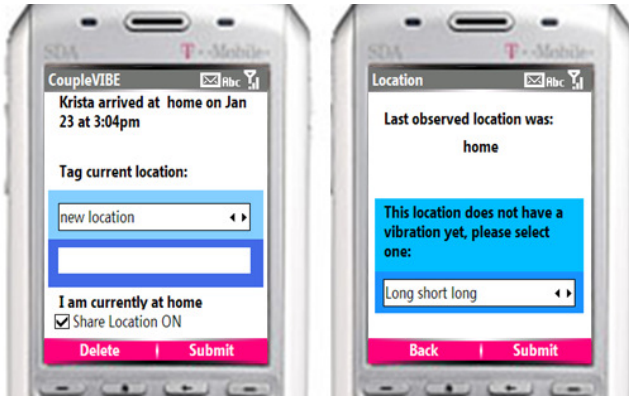 SDA
T··Mobile·
CoupleVIBE
Abc
Krista arrived at home on Jan
23 at 3:04pm
Tag current location:
new location
I am currently at home
Share Location ON
Delete
Submit
SDA
T··Mobile·
Location
Abc
Last observed location was:
home
This location does not have a
vibration yet, please select
one:
Long short long
Back
Submit